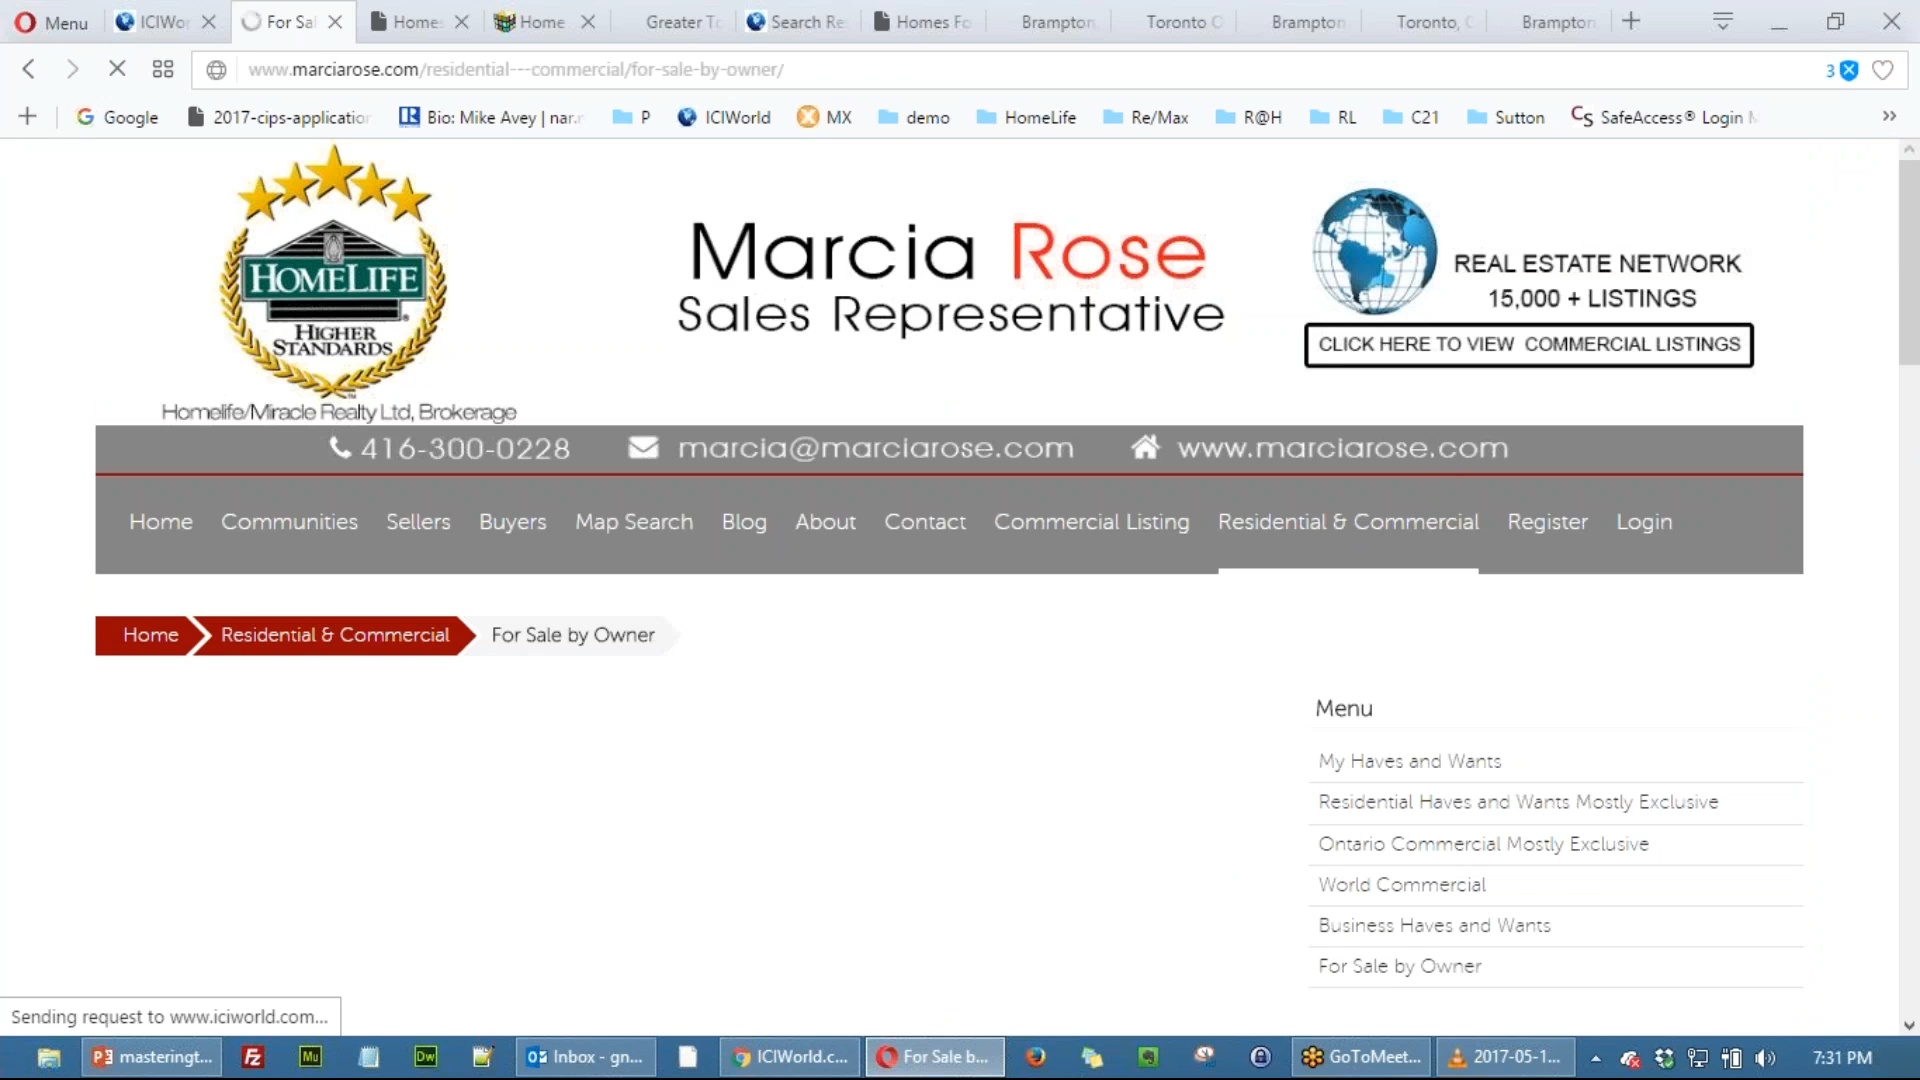 Menu
ICIWor
For Sal
Home
Home
Greater To
Search Re
Homes Fo
Brampton
Toronto
Brampton
Toronto,
Brampton
www.marciarose.com/residential---commercial/for-sale-by-owner/
3
Google
2017-cips-application
Bio: Mike Avey | nar.r
P
ICIWorld
MX
demo
HomeLife
Re/Max
R@H
RL
C21
Sutton
SafeAccess® Login
HOMELIFE
HIGHER
STANDARDS
Homelife/Miracle Realty Ltd, Brokerage
Marcia Rose
Sales Representative
REAL ESTATE NETWORK
15,000 + LISTINGS
CLICK HERE TO VIEW COMMERCIAL LISTINGS
416-300-0228 marcia@marciarose.com www.marciarose.com
Home Communities Sellers Buyers Map Search Blog About Contact Commercial Listing Residential & Commercial Register Login
Home Residential & Commercial For Sale by Owner
Menu
My Haves and Wants
Residential Haves and Wants Mostly Exclusive
Ontario Commercial Mostly Exclusive
World Commercial
Business Haves and Wants
For Sale by Owner
Sending request to www.iciworld.com...
masteringt...
Fz
Mu
Dw
Inbox - gn...
ICIWorld.c...
For Sale b...
GoToMeet...
2017-05-1...
7:31 PM